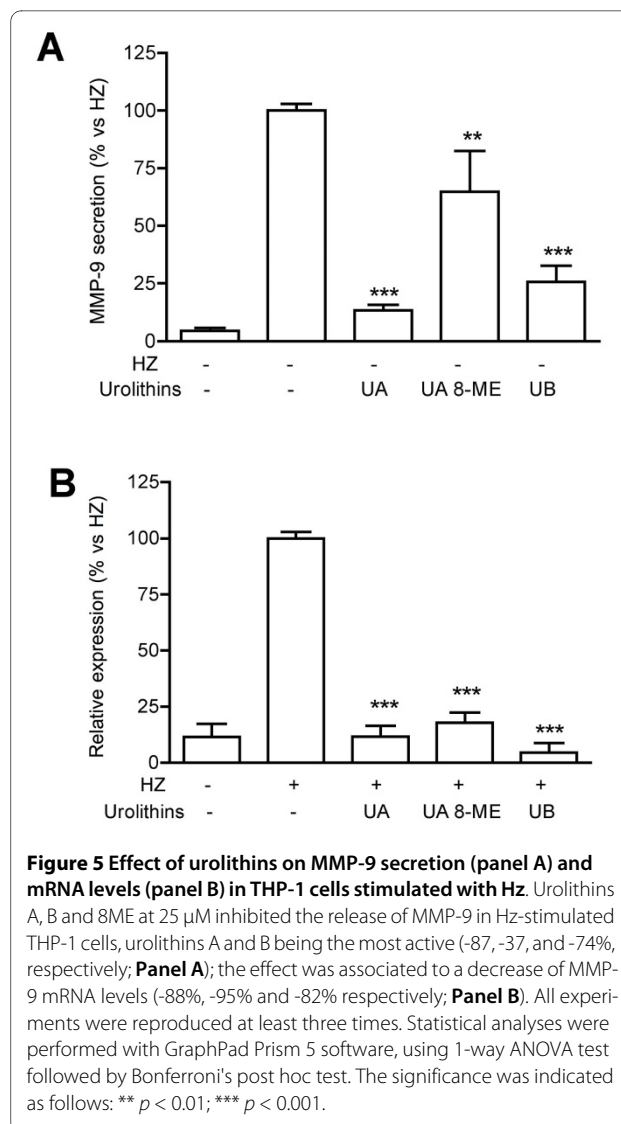 A
MMP-9 secretion (% vs HZ)
125
100
75
50
25
0
***
**
***
HZ - - - - -
Urolithins - - UA UA 8-ME UB
B
Relative expression (% vs HZ)
125
100
75
50
25
0
***
***
***
HZ - + + + +
Urolithins - - UA UA 8-ME UB
Figure 5 Effect of urolithins on MMP-9 secretion (panel A) and
mRNA levels (panel B) in THP-1 cells stimulated with Hz. Urolithins
A, B and 8ME at 25 μM inhibited the release of MMP-9 in Hz-stimulated
THP-1 cells, urolithins A and B being the most active (-87, -37, and -74%,
respectively; Panel A); the effect was associated to a decrease of MMP-
9 mRNA levels (-88%, -95% and -82% respectively; Panel B). All experi-
ments were reproduced at least three times. Statistical analyses were
performed with GraphPad Prism 5 software, using 1-way ANOVA test
followed by Bonferroni's post hoc test. The significance was indicated
as follows: ** p < 0.01; *** p < 0.001.